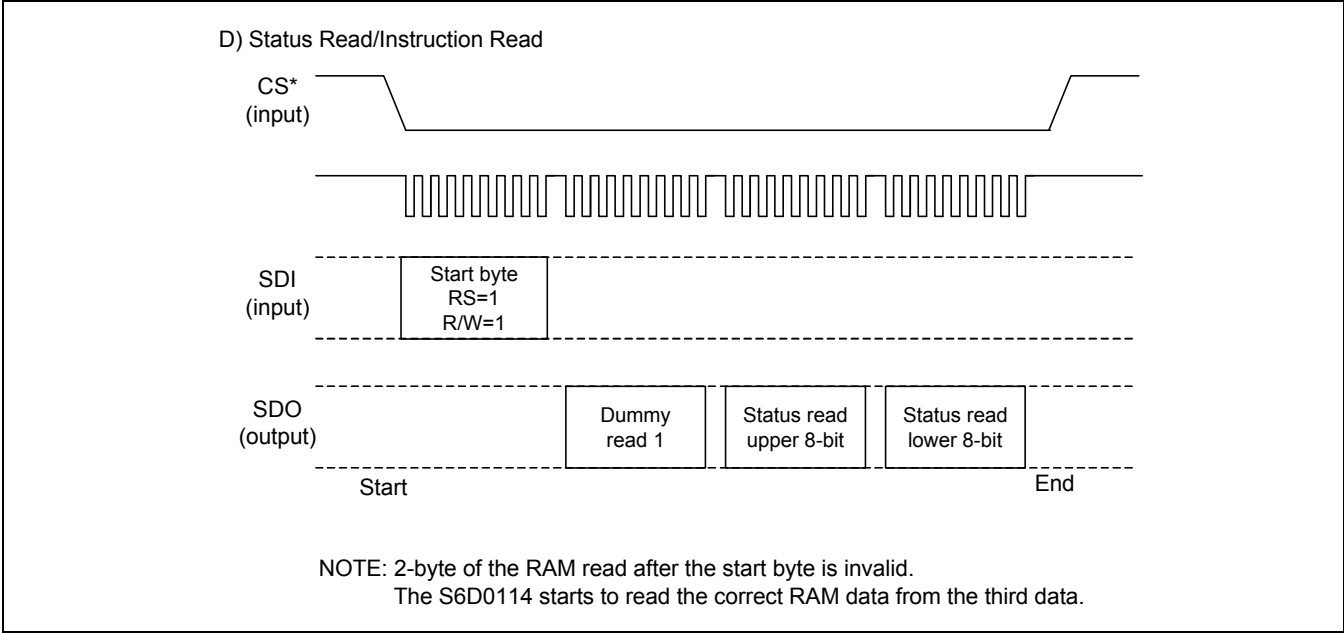 D) Status Read/Instruction Read
CS*
(input)
SDI
(input)
Start byte
RS=1
R/W=1
SDO
(output)
Dummy
read 1
Status read
upper 8-bit
Status read
lower 8-bit
Start
End
NOTE: 2-byte of the RAM read after the start byte is invalid.
The S6D0114 starts to read the correct RAM data from the third data.